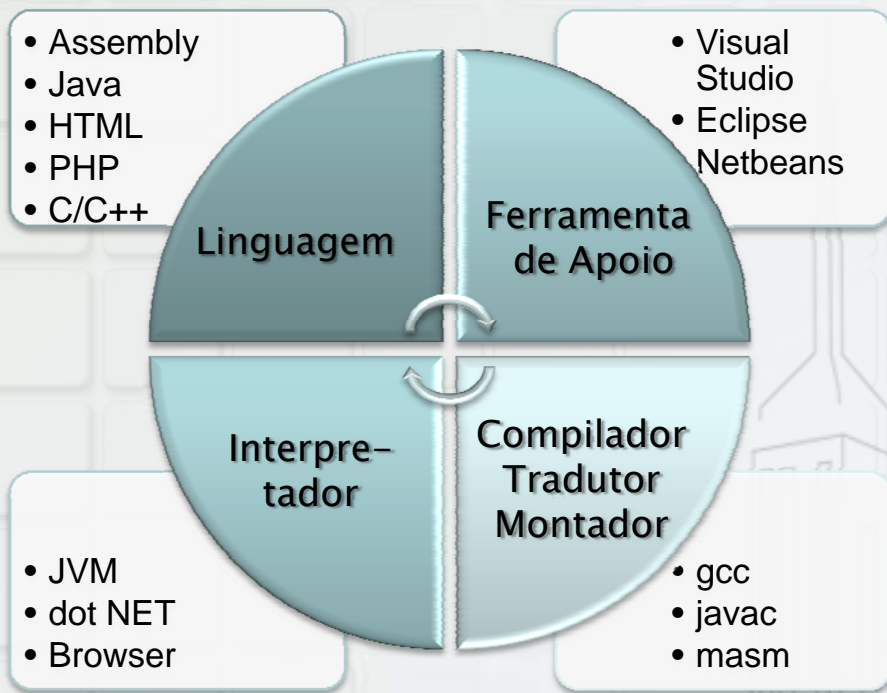 • Assembly
• Java
• HTML
• PHP
• C/C++
• Visual
Studio
• Eclipse
Netbeans
Linguagem
Ferramenta
de Apoio
Interpre-
tador
Compilador
Tradutor
Montador
• JVM
• dot NET
• Browser
• gcc
• javac
• masm